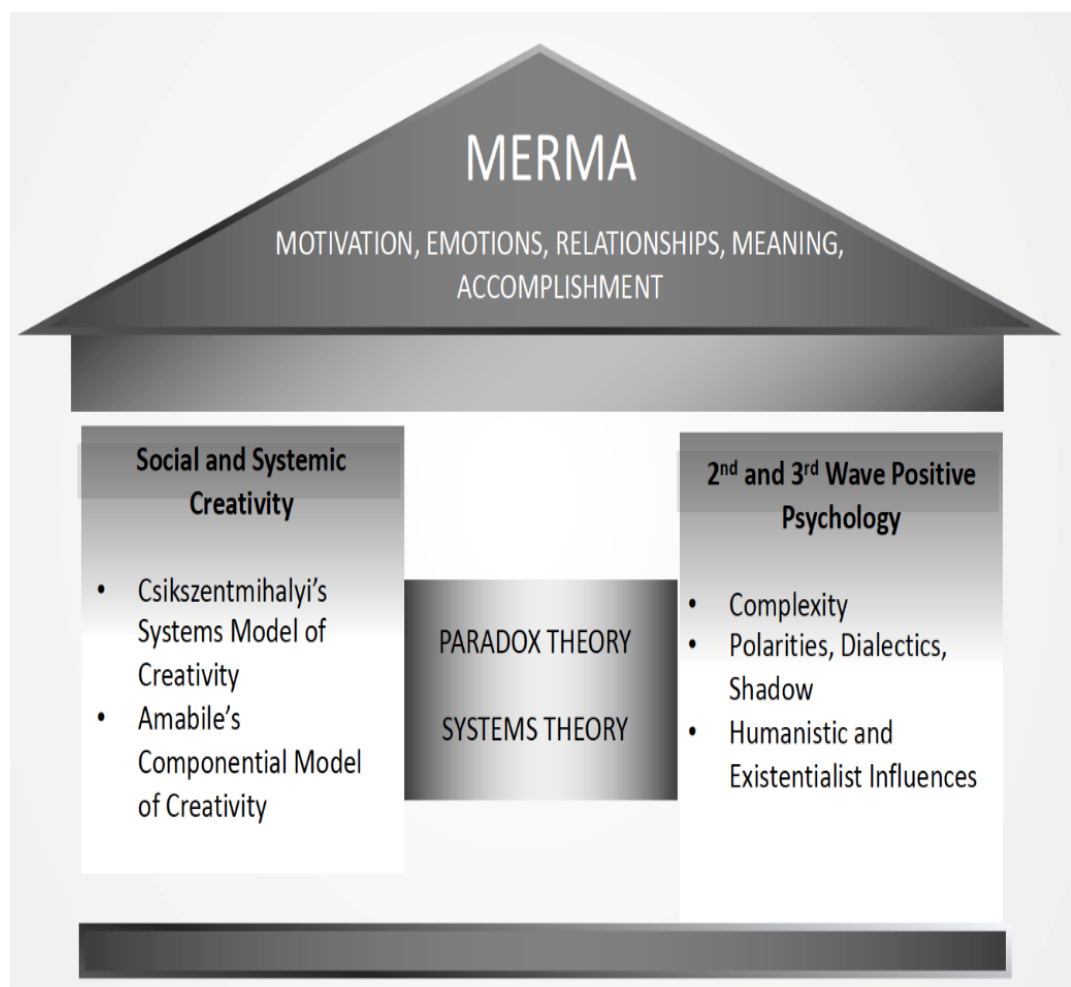 MERMA
MOTIVATION, EMOTIONS, RELATIONSHIPS, MEANING,
ACCOMPLISHMENT
Social and Systemic
Creativity
• Csikszentmihalyi’s
Systems Model of
Creativity
• Amabile’s
Componential Model
of Creativity
PARADOX THEORY
SYSTEMS THEORY
2nd and 3rd Wave Positive
Psychology
• Complexity
• Polarities, Dialectics,
Shadow
• Humanistic and
Existentialist Influences